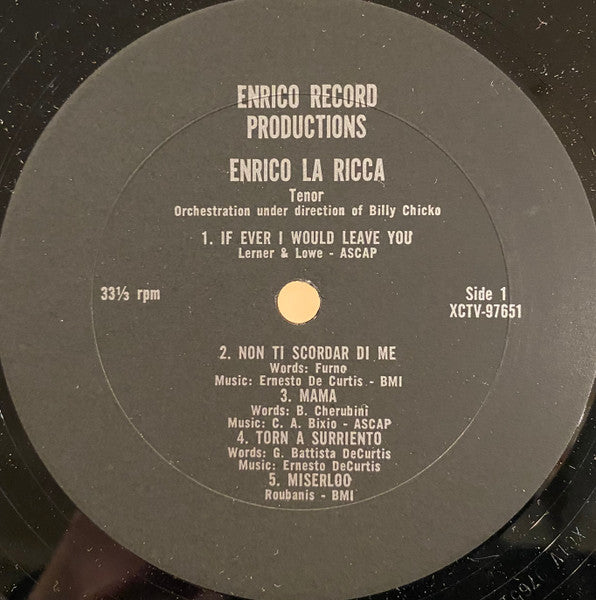 ENRICO RECORD
PRODUCTIONS
ENRICO LA RICCA
Tenor
Orchestration under direction of Billy Chicko
1. IF EVER I WOULD LEAVE YOU
Lerner & Lowe - ASCAP
33⅓ rpm
Side 1
XCTV-97651
2. NON TI SCORDAR DI ME
Words: Furno
Music: Ernesto De Curtis - BMI
3. MAMA
Words: B. Cherubini
Music: C. A. Bixio - ASCAP
4. TORN A SURRIENTO
Words: G. Battista DeCurtis
Music: Ernesto DeCurtis
5. MISERLOO
Roubanis - BMI